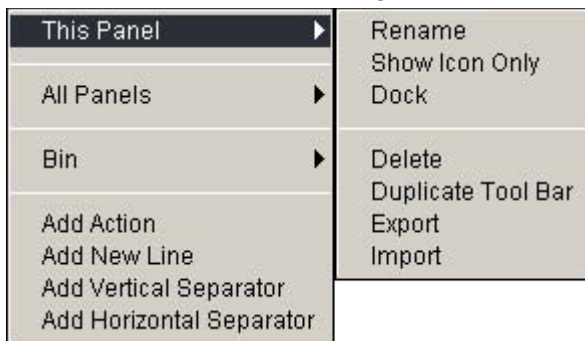 This Panel
All Panels
Bin
Add Action
Add New Line
Add Vertical Separator
Add Horizontal Separator
Rename
Show Icon Only
Dock
Delete
Duplicate Tool Bar
Export
Import